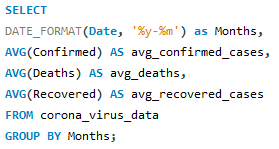 SELECT
DATE_FORMAT(Date, '%y-%m') as Months,
AVG(Confirmed) AS avg_confirmed_cases,
AVG(Deaths) AS avg_deaths,
AVG(Recovered) AS avg_recovered_cases
FROM corona_virus_data
GROUP BY Months;